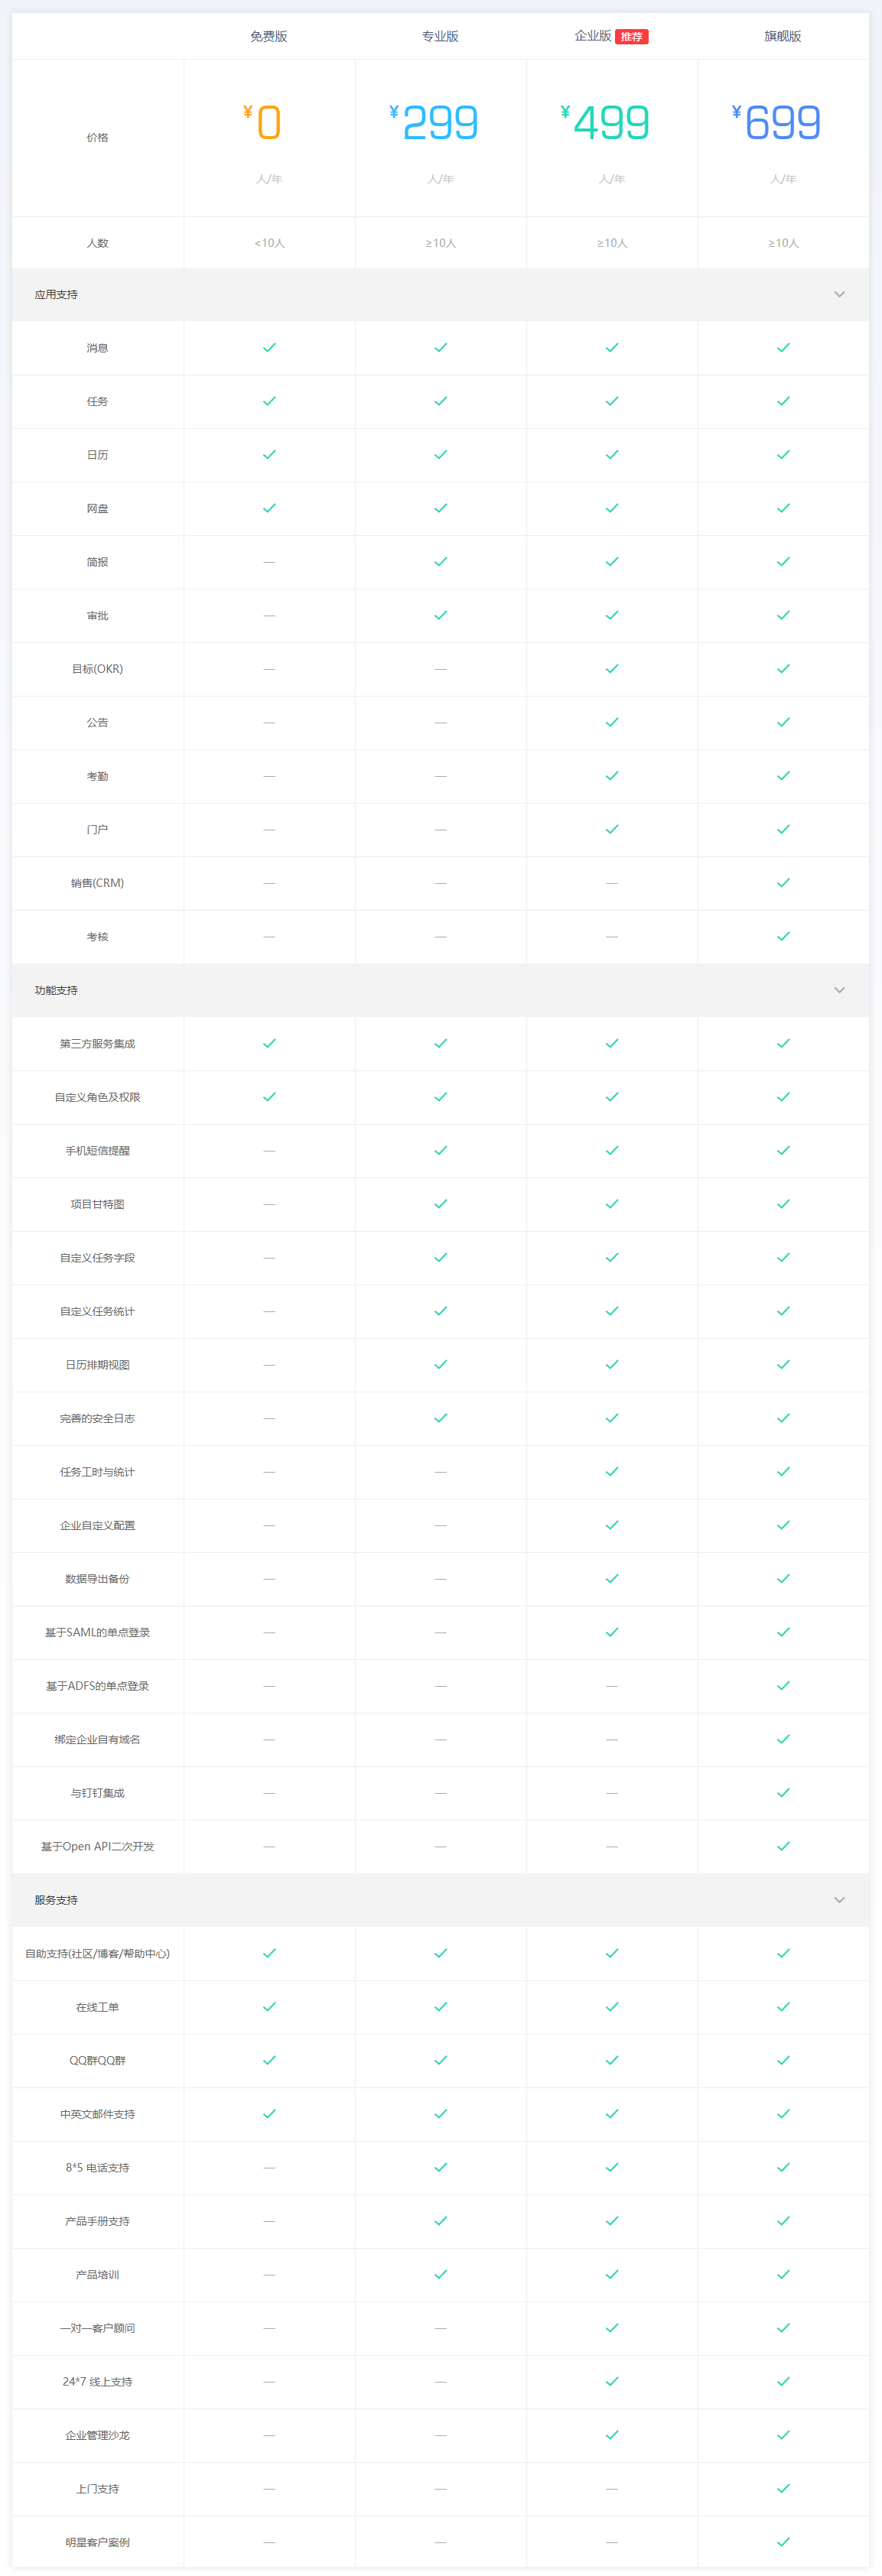 免费版 专业版 企业版 推荐 旗舰版
价格 ¥0 ¥299 ¥499 ¥699
人/年 人/年 人/年 人/年
人数 <10人 ≥10人 ≥10人 ≥10人
应用支持
消息
任务
日历
网盘
简报 —
审批 —
目标(OKR) — —
公告 — —
考勤 — —
门户 — —
销售(CRM) — — —
考核 — — —
功能支持
第三方服务集成
自定义角色及权限
手机短信提醒 —
项目甘特图 —
自定义任务字段 —
自定义任务统计 —
日历排期视图 —
完善的安全日志 —
任务工时与统计 — —
企业自定义配置 — —
数据导出备份 — —
基于SAML的单点登录 — —
基于ADFS的单点登录 — — —
绑定企业自有域名 — — —
与钉钉集成 — — —
基于Open API二次开发 — — —
服务支持
自助支持(社区/博客/帮助中心)
在线工单
QQ群QQ群
中英文邮件支持
8*5 电话支持 —
产品手册支持 —
产品培训 —
一对一客户顾问 — —
24*7 线上支持 — —
企业管理沙龙 — —
上门支持 — — —
明星客户案例 — — —